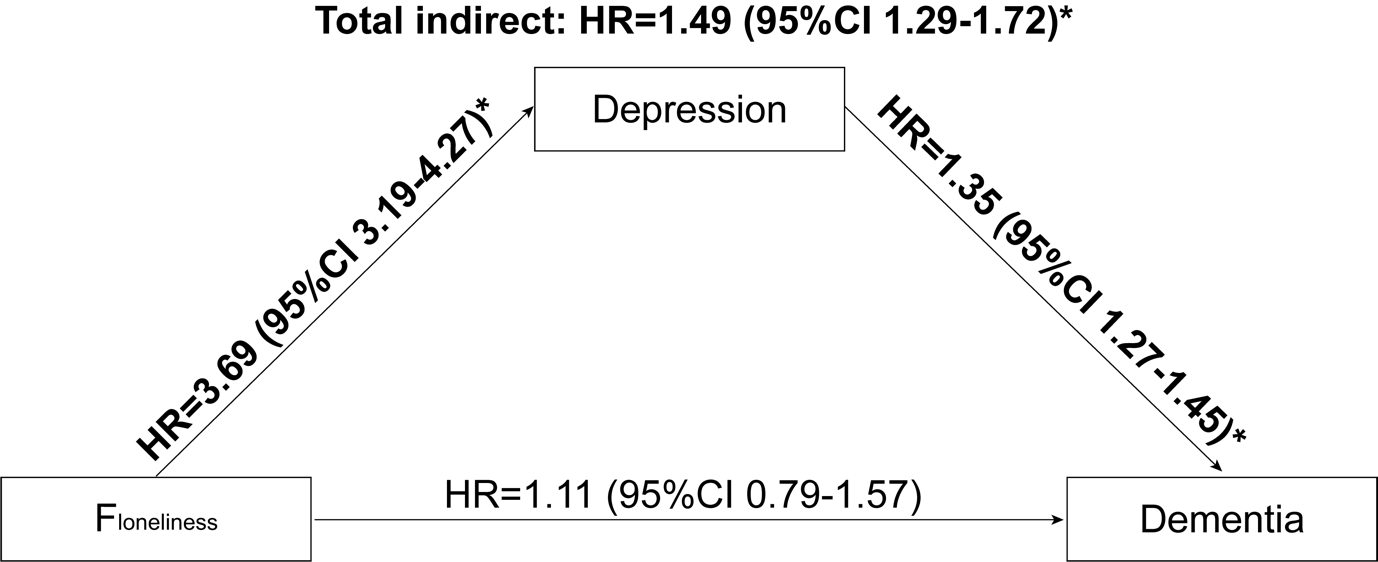 Total indirect: HR=1.49 (95%CI 1.29-1.72)*
Depression
HR=3.69 (95%CI 3.19-4.27)*
HR=1.35 (95%CI 1.27-1.45)*
HR=1.11 (95%CI 0.79-1.57)
Floneliness
Dementia